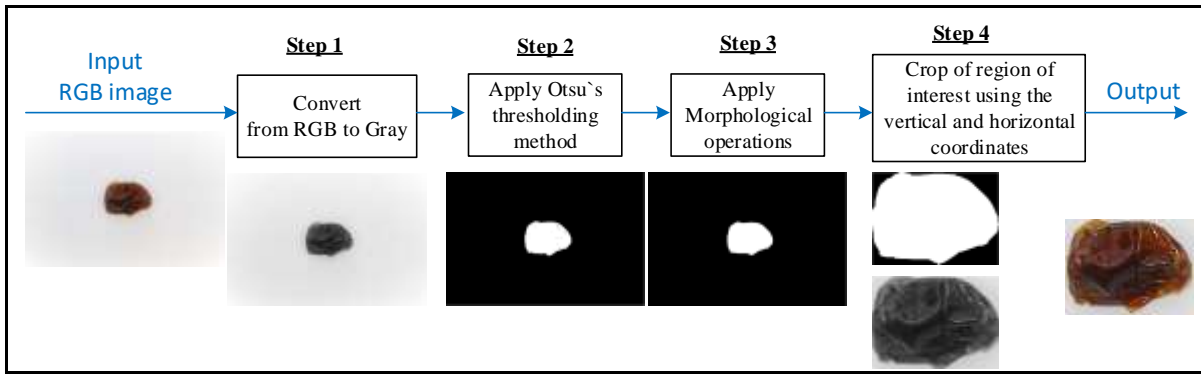 Input
RGB image
Step 1
Convert
from RGB to Gray
Step 2
Apply Otsu`s
thresholding
method
Step 3
Apply
Morphological
operations
Step 4
Crop of region of
interest using the
vertical and horizontal
coordinates
Output